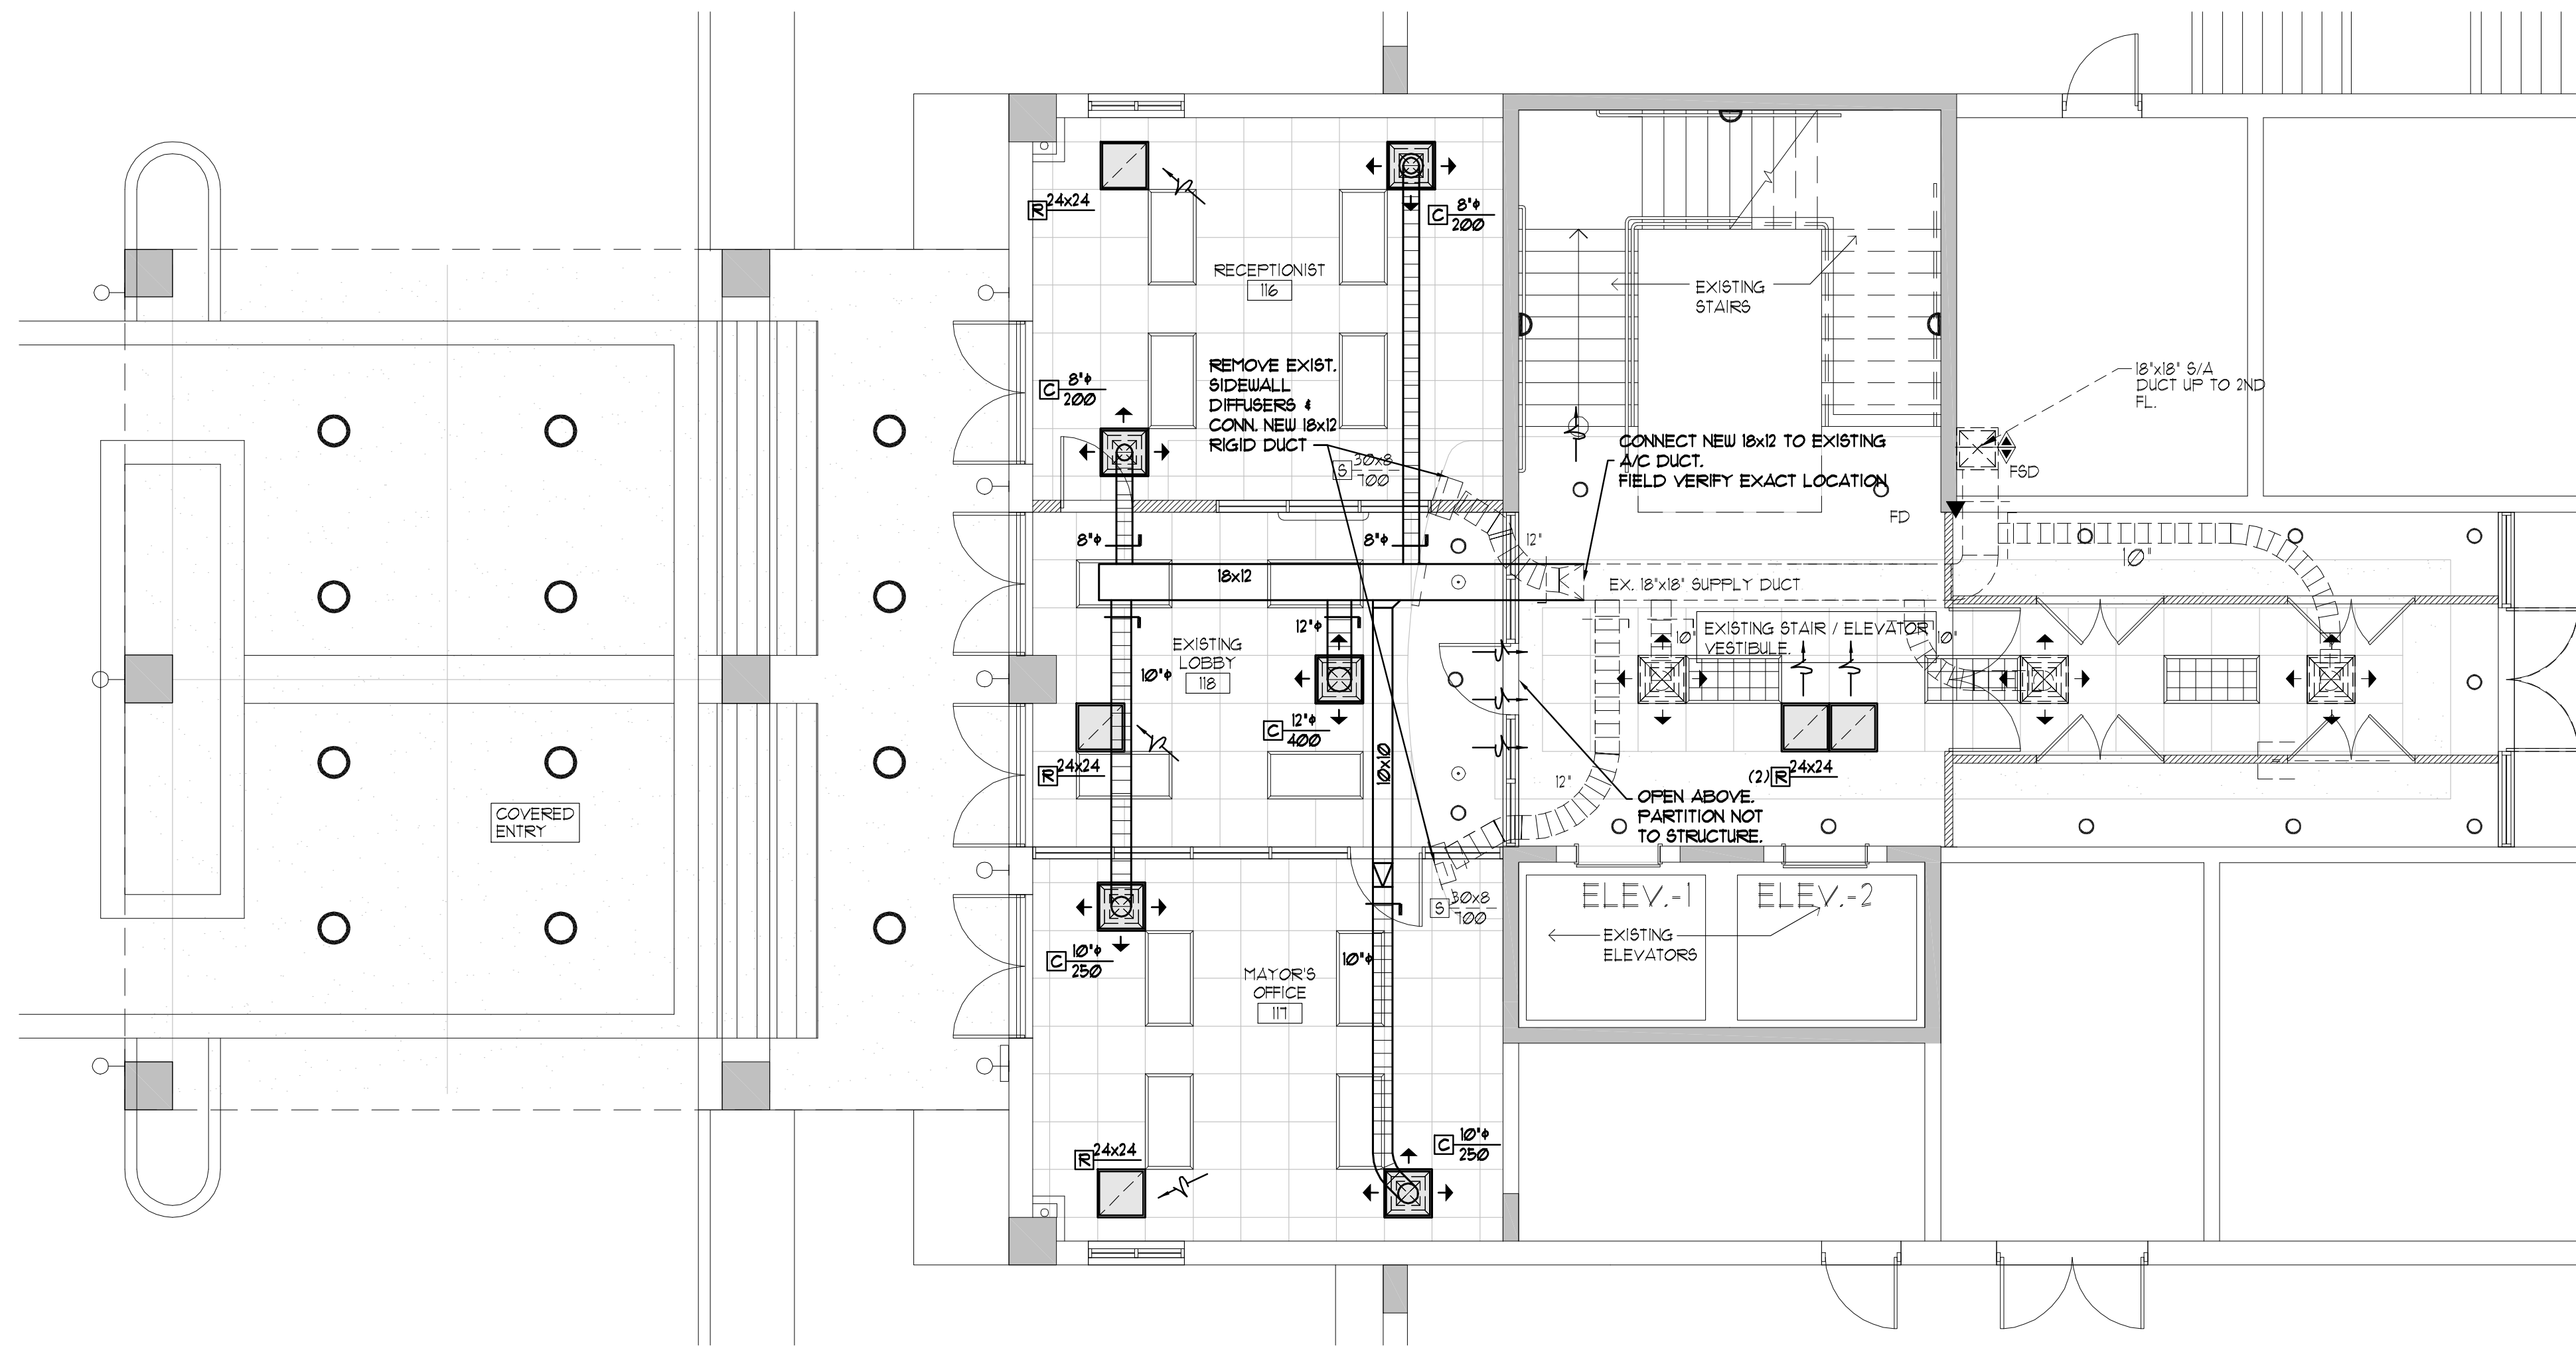 24x24
R
8"ϕ
C
200
RECEPTIONIST
116
EXISTING
STAIRS
18"x18" S/A
DUCT UP TO 2ND
FL.
FSD
8"ϕ
C
200
REMOVE EXIST.
SIDEWALL
DIFFUSERS &
CONN. NEW 18x12
RIGID DUCT
30x8
S
700
CONNECT NEW 18x12 TO EXISTING
A/C DUCT.
FIELD VERIFY EXACT LOCATION
FD
8"ϕ
8"ϕ
12"
10"
18x12
EX. 18"x18" SUPPLY DUCT
12"ϕ
10"
EXISTING STAIR / ELEVATOR
VESTIBULE.
10"
EXISTING
LOBBY
118
10"ϕ
12"ϕ
C
400
10x10
24x24
R
(2) R
24x24
12"
OPEN ABOVE.
PARTITION NOT
TO STRUCTURE.
COVERED
ENTRY
30x8
S
700
ELEV.-1
ELEV.-2
EXISTING
ELEVATORS
10"ϕ
C
250
10"ϕ
MAYOR'S
OFFICE
117
24x24
R
10"ϕ
C
250